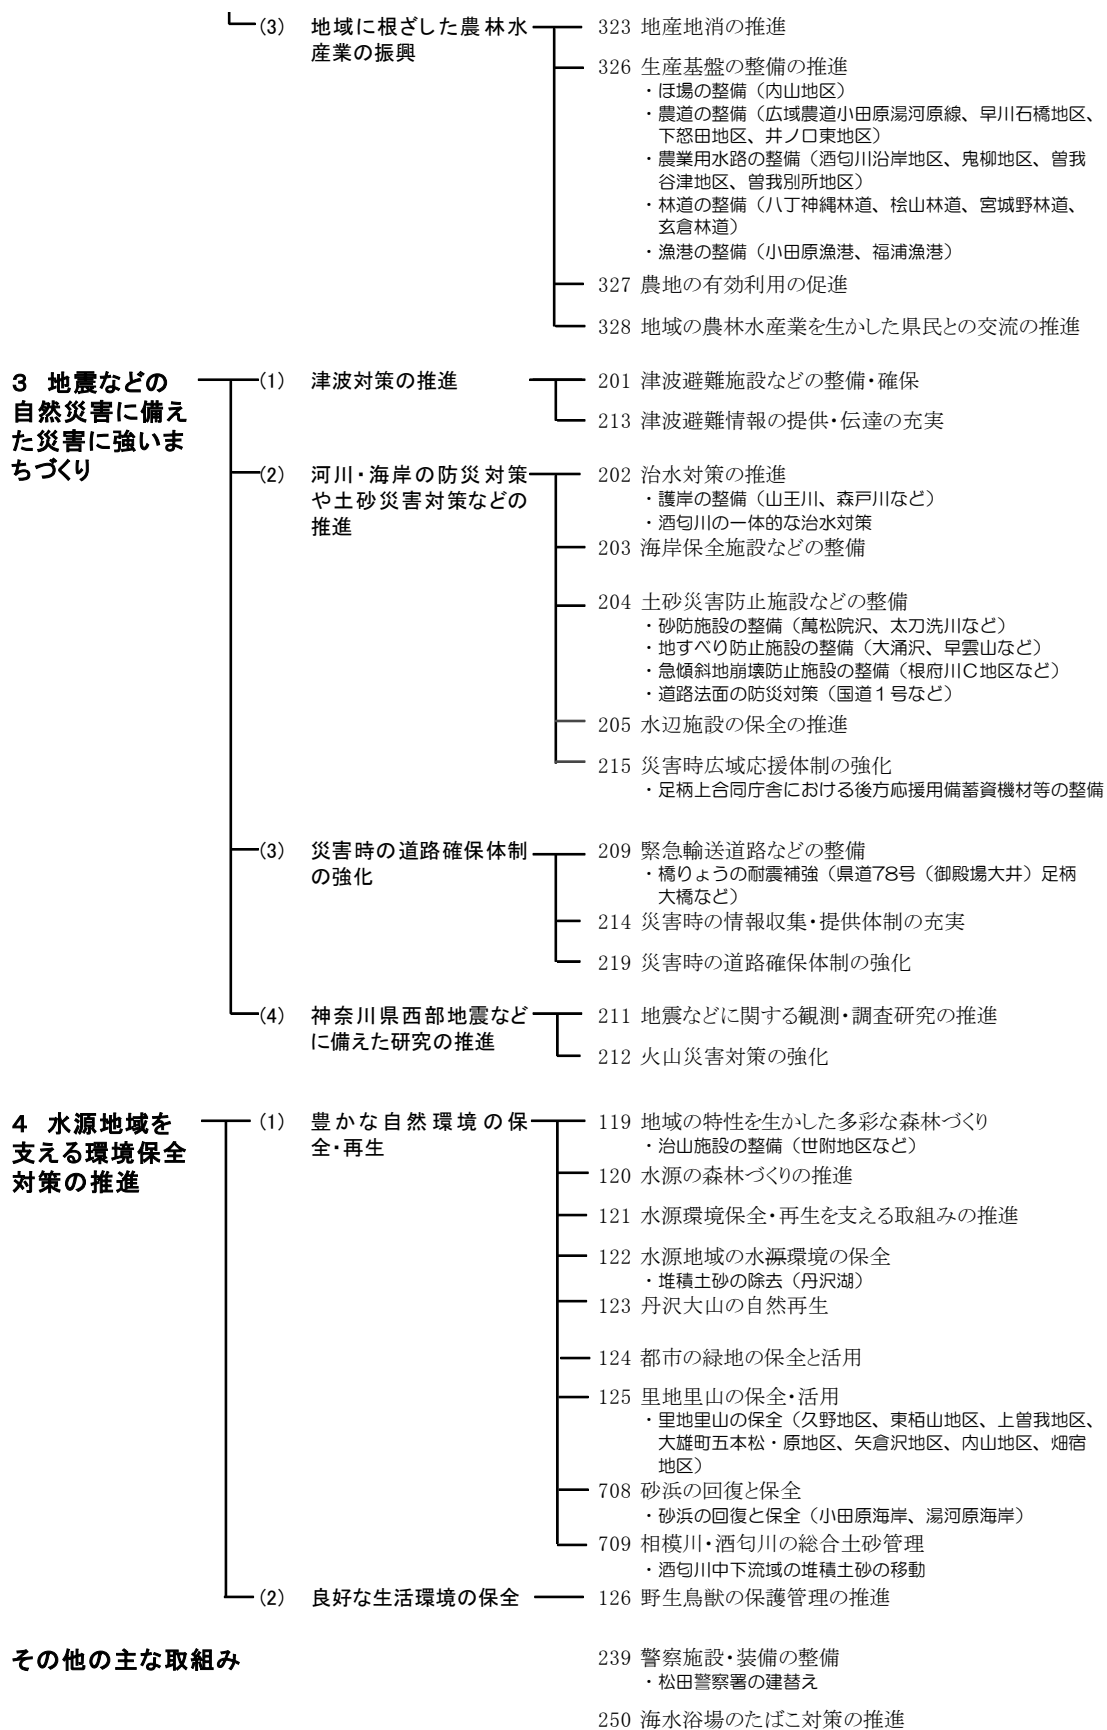 (3) 地域に根ざした農林水
産業の振興
323 地産地消の推進
326 生産基盤の整備の推進
・ほ場の整備（内山地区）
・農道の整備（広域農道小田原湯河原線、早川石橋地区、
下怒田地区、井ノ口東地区）
・農業用水路の整備（酒匂川沿岸地区、鬼柳地区、曽我
谷津地区、曽我別所地区）
・林道の整備（八丁神縄林道、桧山林道、宮城野林道、
玄倉林道）
・漁港の整備（小田原漁港、福浦漁港）
327 農地の有効利用の促進
328 地域の農林水産業を生かした県民との交流の推進
3 地震などの
自然災害に備え
た災害に強いま
ちづくり
(1) 津波対策の推進
201 津波避難施設などの整備・確保
213 津波避難情報の提供・伝達の充実
(2) 河川・海岸の防災対策
や土砂災害対策などの
推進
202 治水対策の推進
・護岸の整備（山王川、森戸川など）
・酒匂川の一体的な治水対策
203 海岸保全施設などの整備
204 土砂災害防止施設などの整備
・砂防施設の整備（萬松院沢、太刀洗川など）
・地すべり防止施設の整備（大涌沢、早雲山など）
・急傾斜地崩壊防止施設の整備（根府川C地区など）
・道路法面の防災対策（国道１号など）
205 水辺施設の保全の推進
215 災害時広域応援体制の強化
・足柄上合同庁舎における後方応援用備蓄資機材等の整備
(3) 災害時の道路確保体制
の強化
209 緊急輸送道路などの整備
・橋りょうの耐震補強（県道78号（御殿場大井）足柄
大橋など）
214 災害時の情報収集・提供体制の充実
219 災害時の道路確保体制の強化
(4) 神奈川県西部地震など
に備えた研究の推進
211 地震などに関する観測・調査研究の推進
212 火山災害対策の強化
4 水源地域を
支える環境保全
対策の推進
(1) 豊かな自然環境の保
全・再生
119 地域の特性を生かした多彩な森林づくり
・治山施設の整備（世附地区など）
120 水源の森林づくりの推進
121 水源環境保全・再生を支える取組みの推進
122 水源地域の水源環境の保全
・堆積土砂の除去（丹沢湖）
123 丹沢大山の自然再生
124 都市の緑地の保全と活用
125 里地里山の保全・活用
・里地里山の保全（久野地区、東栢山地区、上曽我地区、
大雄町五本松・原地区、矢倉沢地区、内山地区、畑宿
地区）
708 砂浜の回復と保全
・砂浜の回復と保全（小田原海岸、湯河原海岸）
709 相模川・酒匂川の総合土砂管理
・酒匂川中下流域の堆積土砂の移動
(2) 良好な生活環境の保全
126 野生鳥獣の保護管理の推進
その他の主な取組み
239 警察施設・装備の整備
・松田警察署の建替え
250 海水浴場のたばこ対策の推進